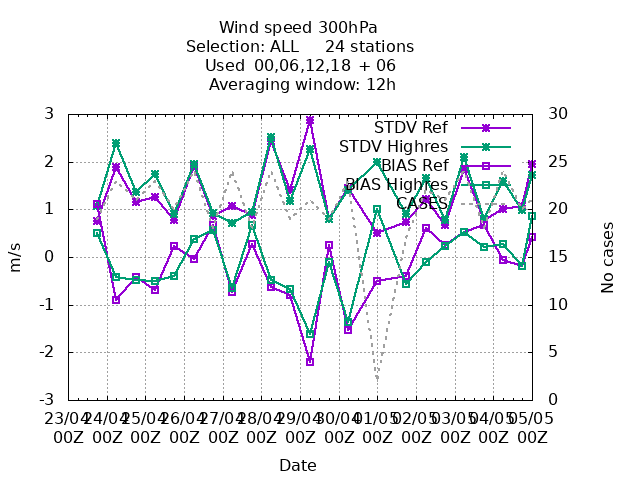 Wind speed 300hPa
Selection: ALL 24 stations
Used 00,06,12,18 + 06
Averaging window: 12h
3
2
1
0
-1
-2
-3
m/s
30
25
20
15
10
5
0
No cases
STDV Ref
STDV Highres
BIAS Ref
BIAS Highres
CASES
23/04 24/04 25/04 26/04 27/04 28/04 29/04 30/04 01/05 02/05 03/05 04/05 05/05
00Z 00Z 00Z 00Z 00Z 00Z 00Z 00Z 00Z 00Z 00Z 00Z 00Z
Date